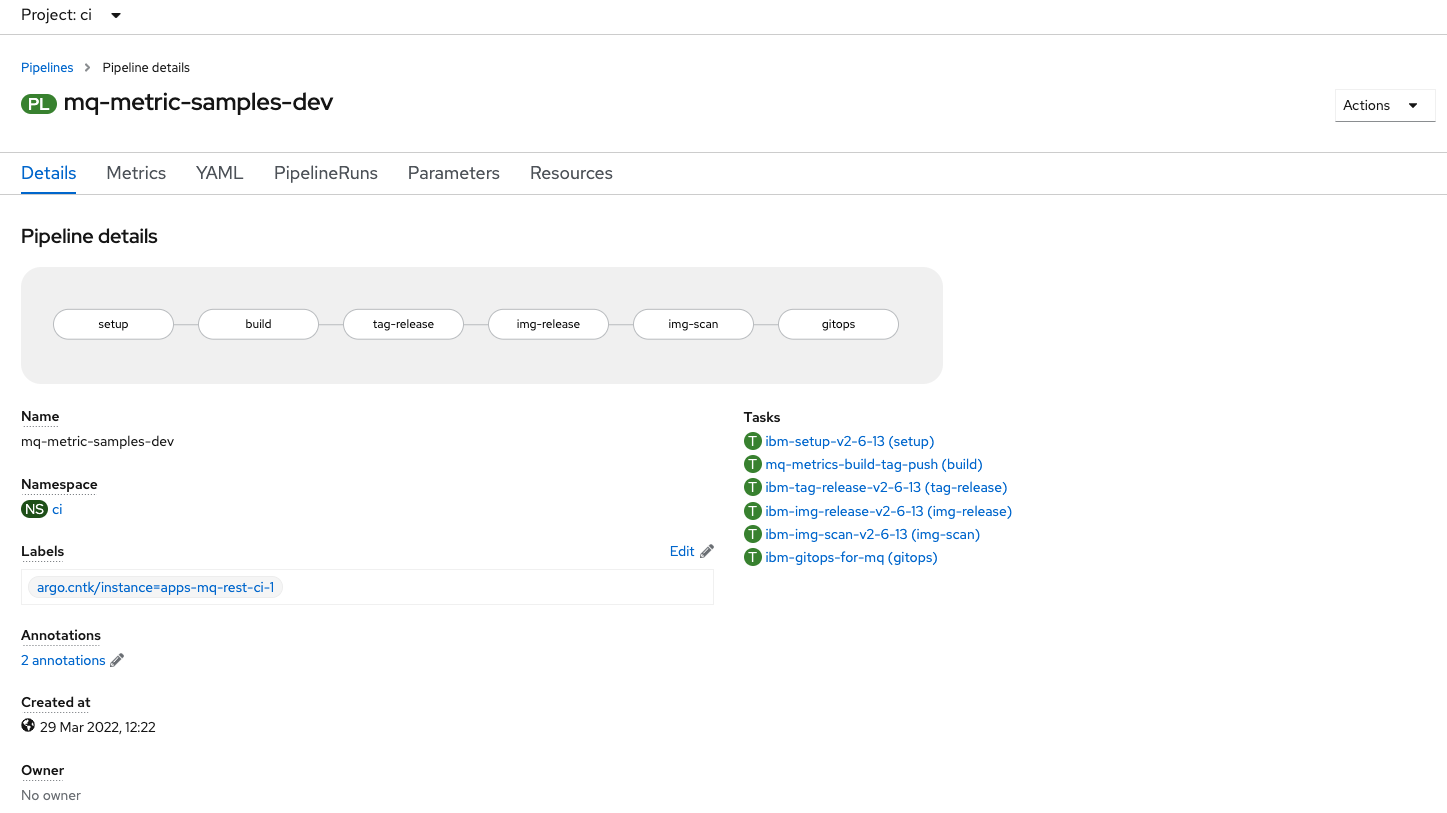 Project: ci
Pipelines Pipeline details
PL mq-metric-samples-dev
Actions
Details Metrics YAML PipelineRuns Parameters Resources
Pipeline details
setup build tag-release img-release img-scan gitops
Name
mq-metric-samples-dev
Namespace
NS ci
Labels Edit
argo.cntk/instance=apps-mq-rest-ci-1
Annotations
2 annotations
Created at
29 Mar 2022, 12:22
Owner
No owner
Tasks
T ibm-setup-v2-6-13 (setup)
T mq-metrics-build-tag-push (build)
T ibm-tag-release-v2-6-13 (tag-release)
T ibm-img-release-v2-6-13 (img-release)
T ibm-img-scan-v2-6-13 (img-scan)
T ibm-gitops-for-mq (gitops)